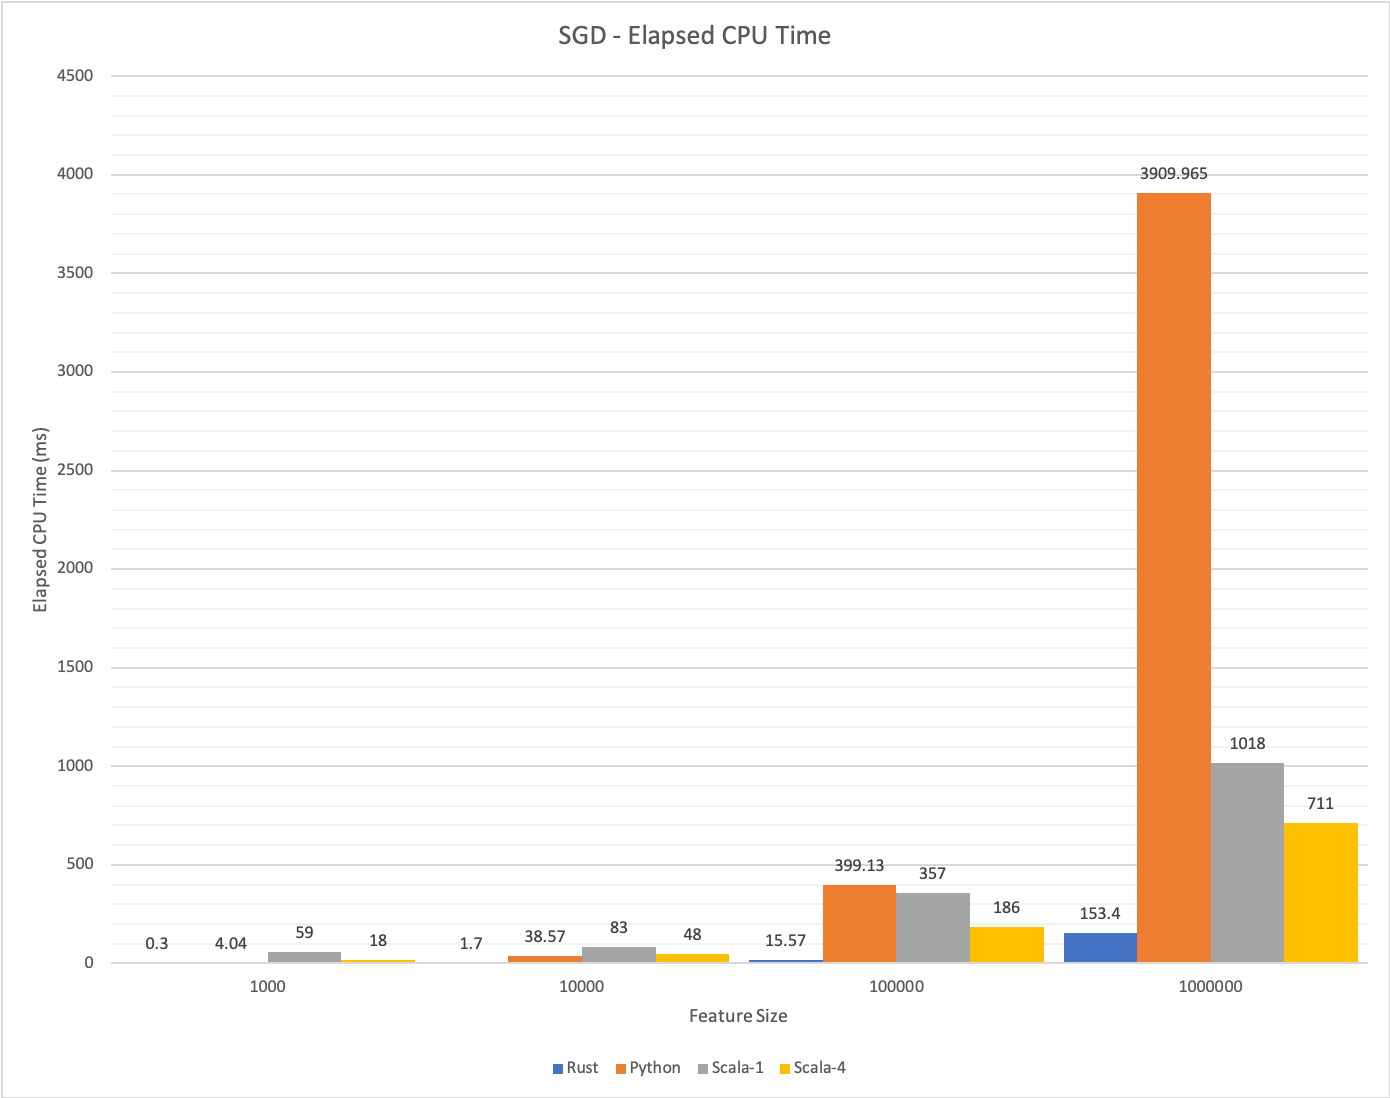 SGD - Elapsed CPU Time
4500
4000
3500
3000
2500
2000
1500
1000
500
0
Elapsed CPU Time (ms)
0.3 4.04 59 18
1.7 38.57 83 48
15.57 399.13 357 186
153.4 3909.965 1018 711
1000 10000 100000 1000000
Feature Size
Rust Python Scala-1 Scala-4